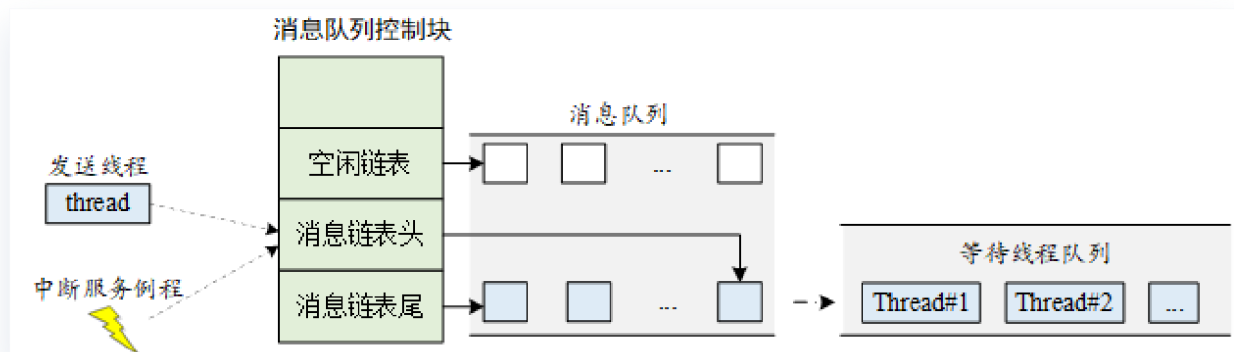 消息队列控制块
消息队列
空闲链表
...
发送线程
thread
消息链表头
等待线程队列
中断服务例程
消息链表尾
...
Thread#1
Thread#2
...